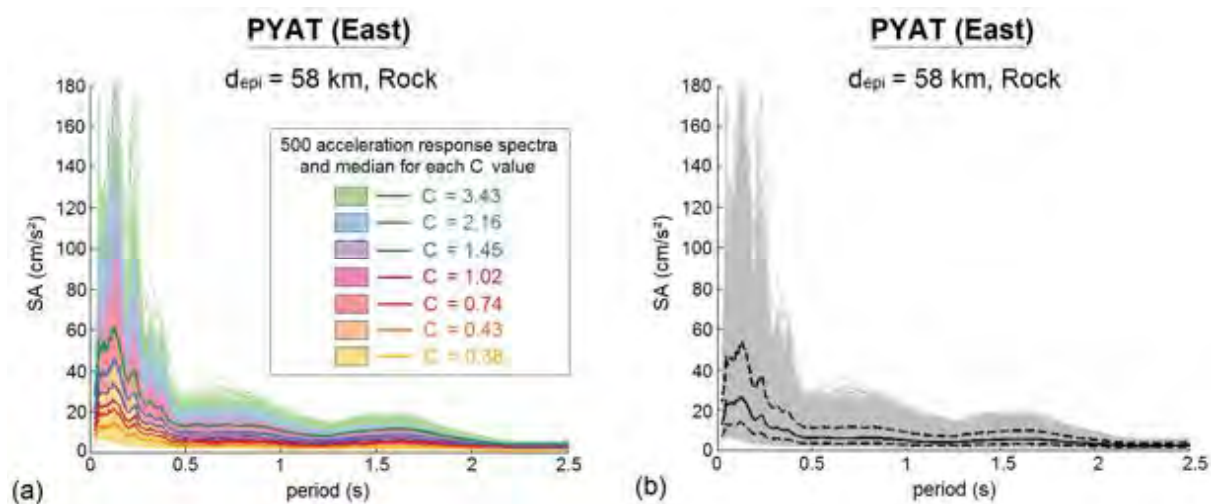 PYAT (East)
depi = 58 km, Rock
180
160
140
120
100
80
60
40
20
0
SA (cm/s²)
500 acceleration response spectra
and median for each C value
C = 3.43
C = 2.16
C = 1.45
C = 1.02
C = 0.74
C = 0.43
C = 0.38
0 0.5 1 1.5 2 2.5
period (s)
(a)
PYAT (East)
depi = 58 km, Rock
180
160
140
120
100
80
60
40
20
0
SA (cm/s²)
0 0.5 1 1.5 2 2.5
period (s)
(b)